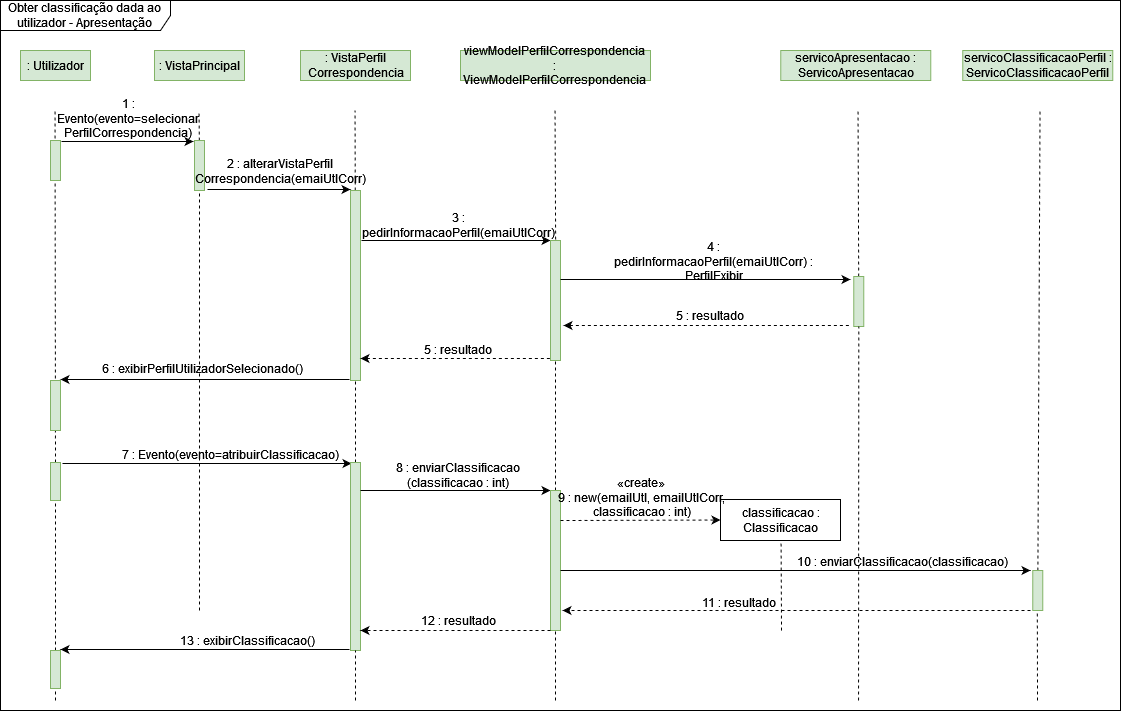 Obter classificação dada ao
utilizador - Apresentação
: Utilizador
: VistaPrincipal
: VistaPerfil
Correspondencia
viewModelPerfilCorrespondencia
:
ViewModelPerfilCorrespondencia
servicoApresentacao :
ServicoApresentacao
servicoClassificacaoPerfil :
ServicoClassificacaoPerfil
1 :
Evento(evento=selecionar
PerfilCorrespondencia)
2 : alterarVistaPerfil
Correspondencia(emaiUtlCorr)
3 :
pedirInformacaoPerfil(emaiUtlCorr)
4 :
pedirInformacaoPerfil(emaiUtlCorr) :
PerfilExibir
5 : resultado
5 : resultado
6 : exibirPerfilUtilizadorSelecionado()
7 : Evento(evento=atribuirClassificacao)
8 : enviarClassificacao
(classificacao : int)
«create»
9 : new(emailUtl, emailUtlCorr,
classificacao : int)
classificacao :
Classificacao
10 : enviarClassificacao(classificacao)
11 : resultado
12 : resultado
13 : exibirClassificacao()